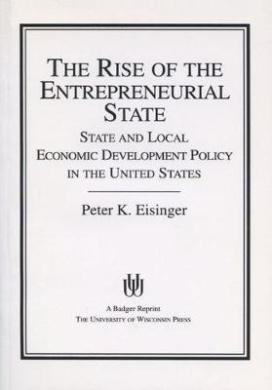 THE RISE OF THE
ENTREPRENEURIAL
STATE
STATE AND LOCAL
ECONOMIC DEVELOPMENT POLICY
IN THE UNITED STATES
Peter K. Eisinger
UW
A Badger Reprint
THE UNIVERSITY OF WISCONSIN PRESS